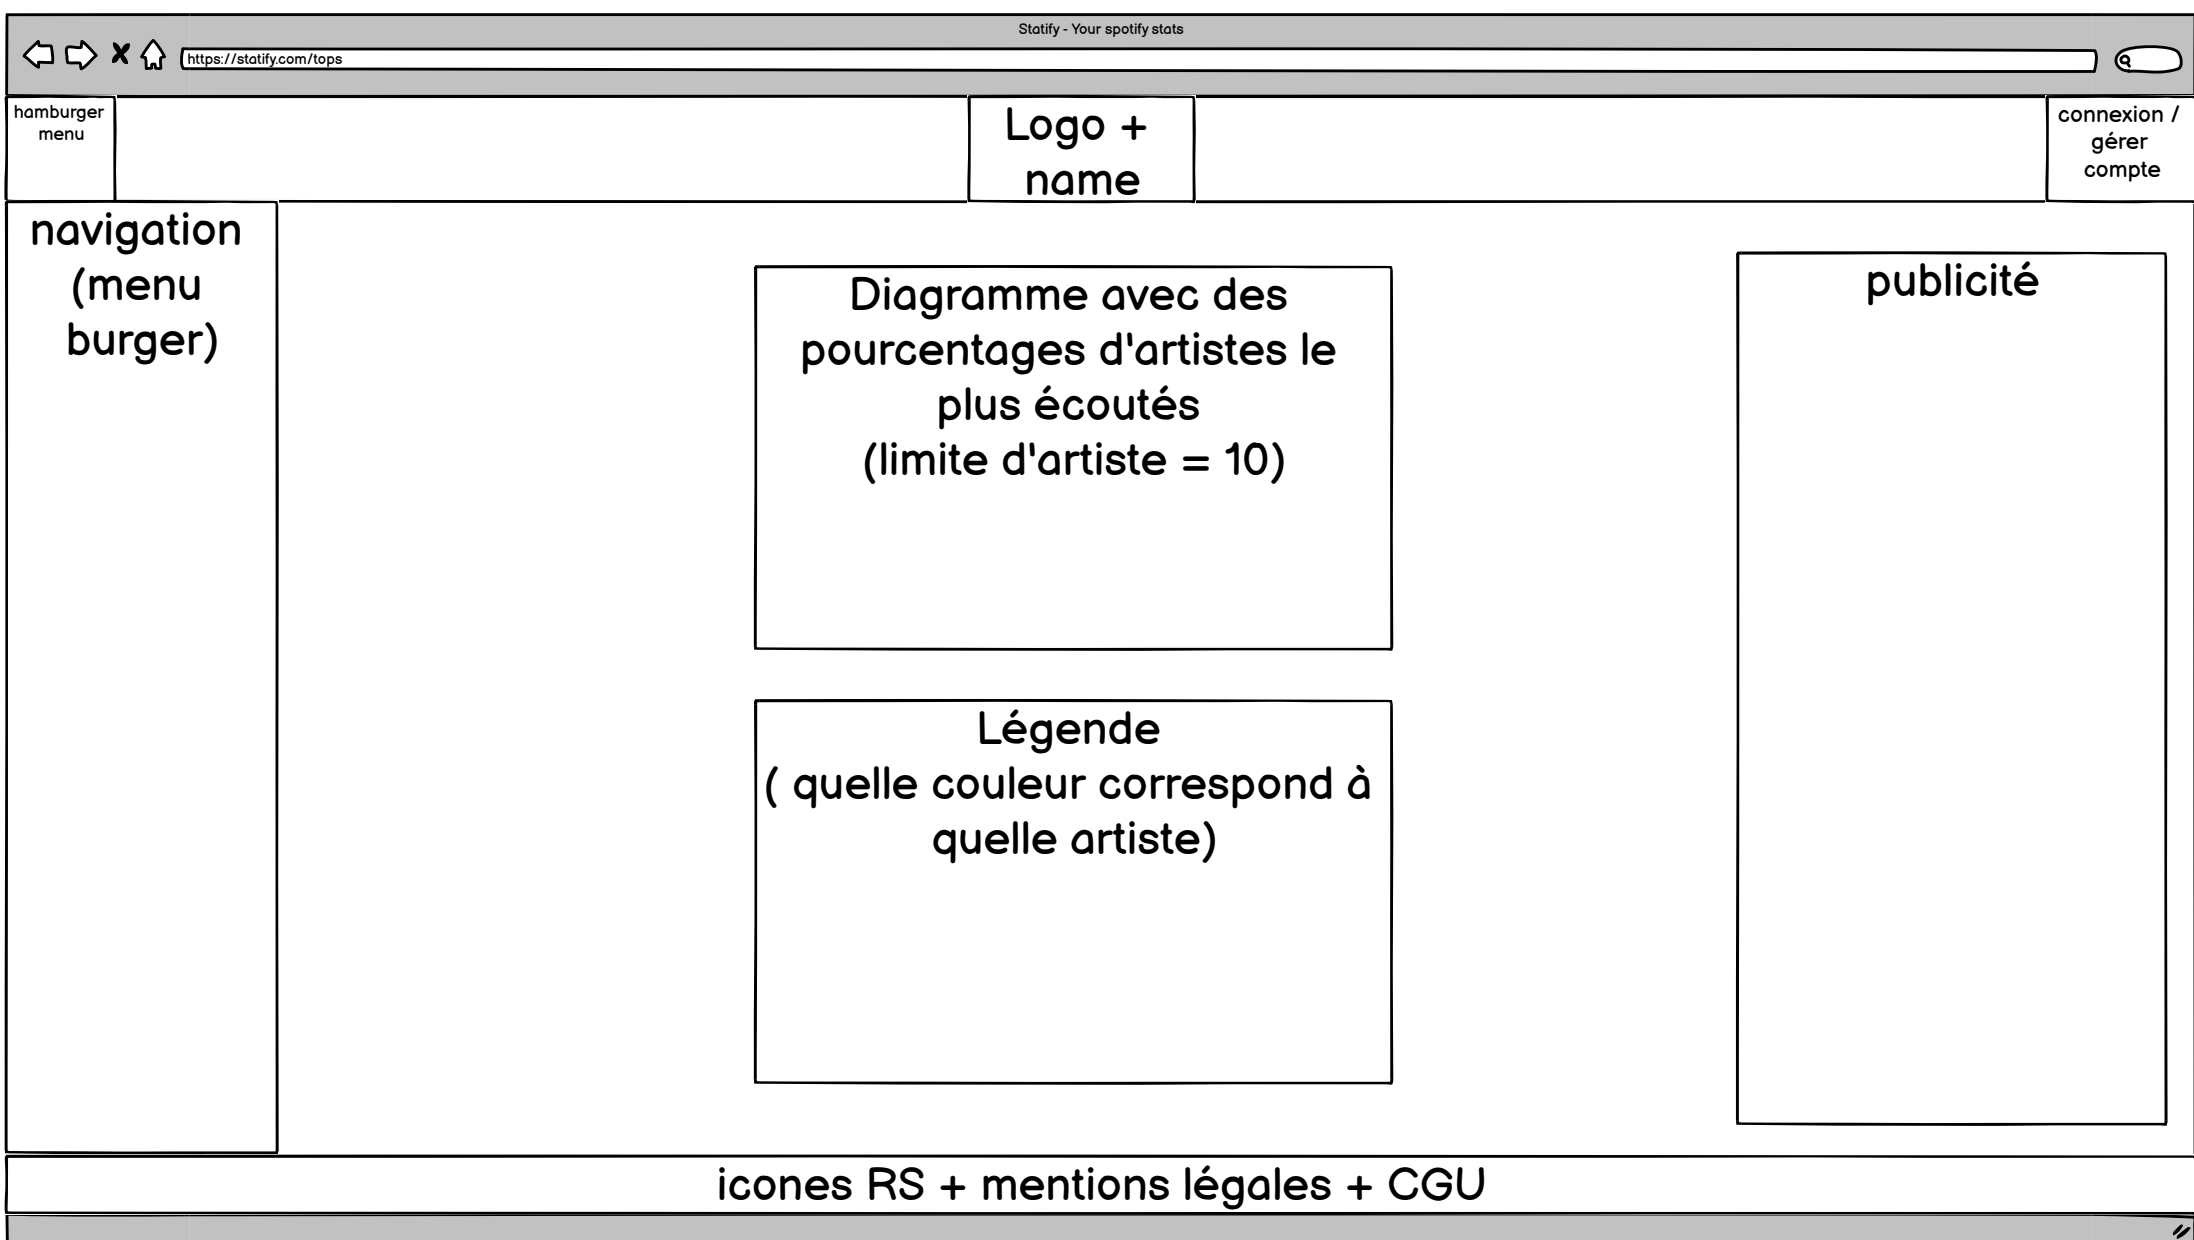 Statify - Your spotify stats
https://statify.com/tops
hamburger
menu
Logo +
name
connexion /
gérer
compte
navigation
(menu
burger)
Diagramme avec des
pourcentages d'artistes le
plus écoutés
(limite d'artiste = 10)
publicité
Légende
( quelle couleur correspond à
quelle artiste)
icones RS + mentions légales + CGU